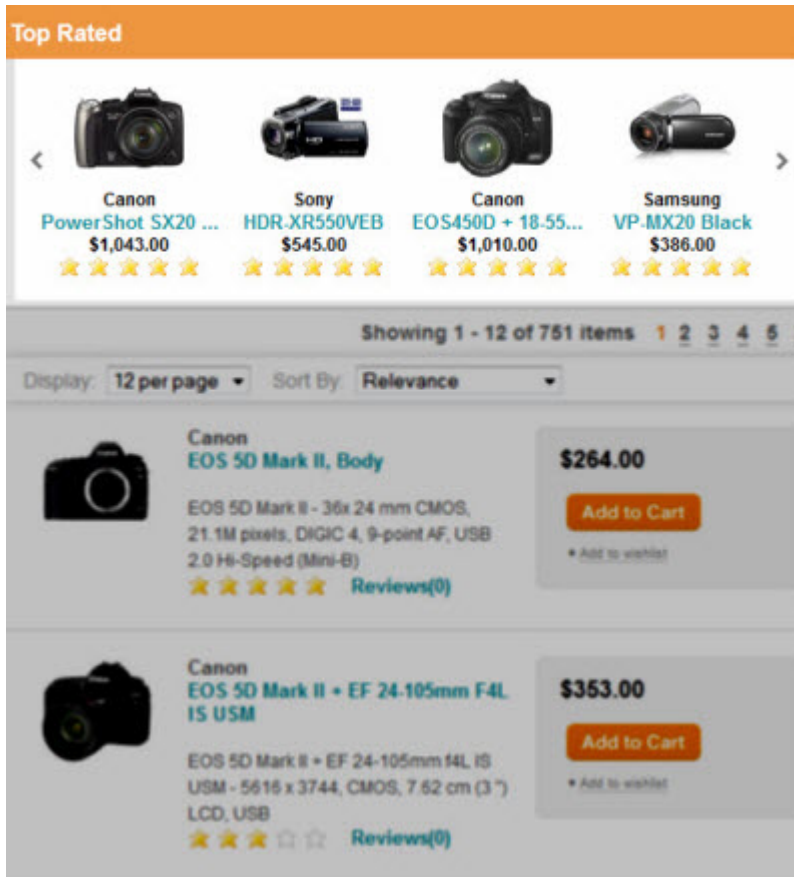 Top Rated
Canon
PowerShot SX20 ...
$1,043.00
Sony
HDR-XR550VEB
$545.00
Canon
EOS450D + 18-55...
$1,010.00
Samsung
VP-MX20 Black
$386.00
Showing 1 - 12 of 751 items 1 2 3 4 5
Display: 12 per page Sort By: Relevance
Canon
EOS 5D Mark II, Body
EOS 5D Mark II - 36x 24 mm CMOS,
21.1M pixels, DIGIC 4, 9-point AF, USB
2.0 Hi-Speed (Mini-B)
Reviews(0)
$264.00
Add to Cart
Add to wishlist
Canon
EOS 5D Mark II + EF 24-105mm F4L
IS USM
EOS 5D Mark II + EF 24-105mm f4L IS
USM - 5616 x 3744, CMOS, 7.62 cm (3 ")
LCD, USB
Reviews(0)
$353.00
Add to Cart
Add to wishlist